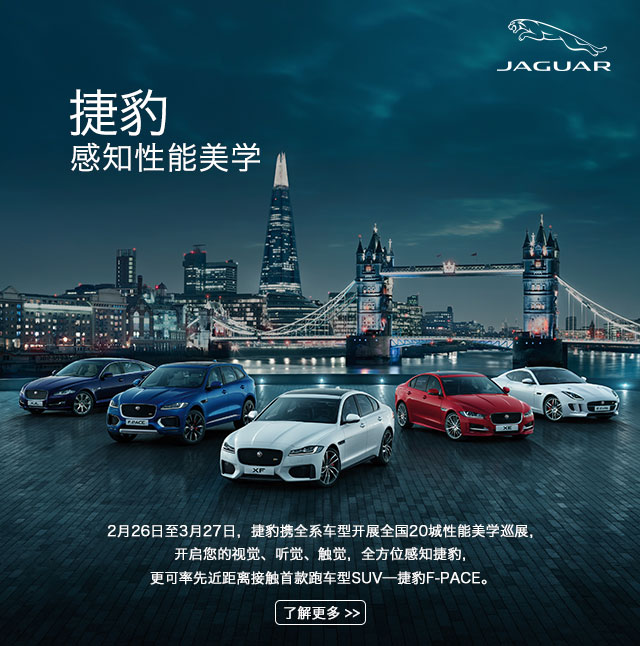 JAGUAR
捷豹
感知性能美学
F-PACE
XF
XE
2月26日至3月27日，捷豹携全系车型开展全国20城性能美学巡展，
开启您的视觉、听觉、触觉，全方位感知捷豹，
更可率先近距离接触首款跑车型SUV—捷豹F-PACE。
了解更多 >>